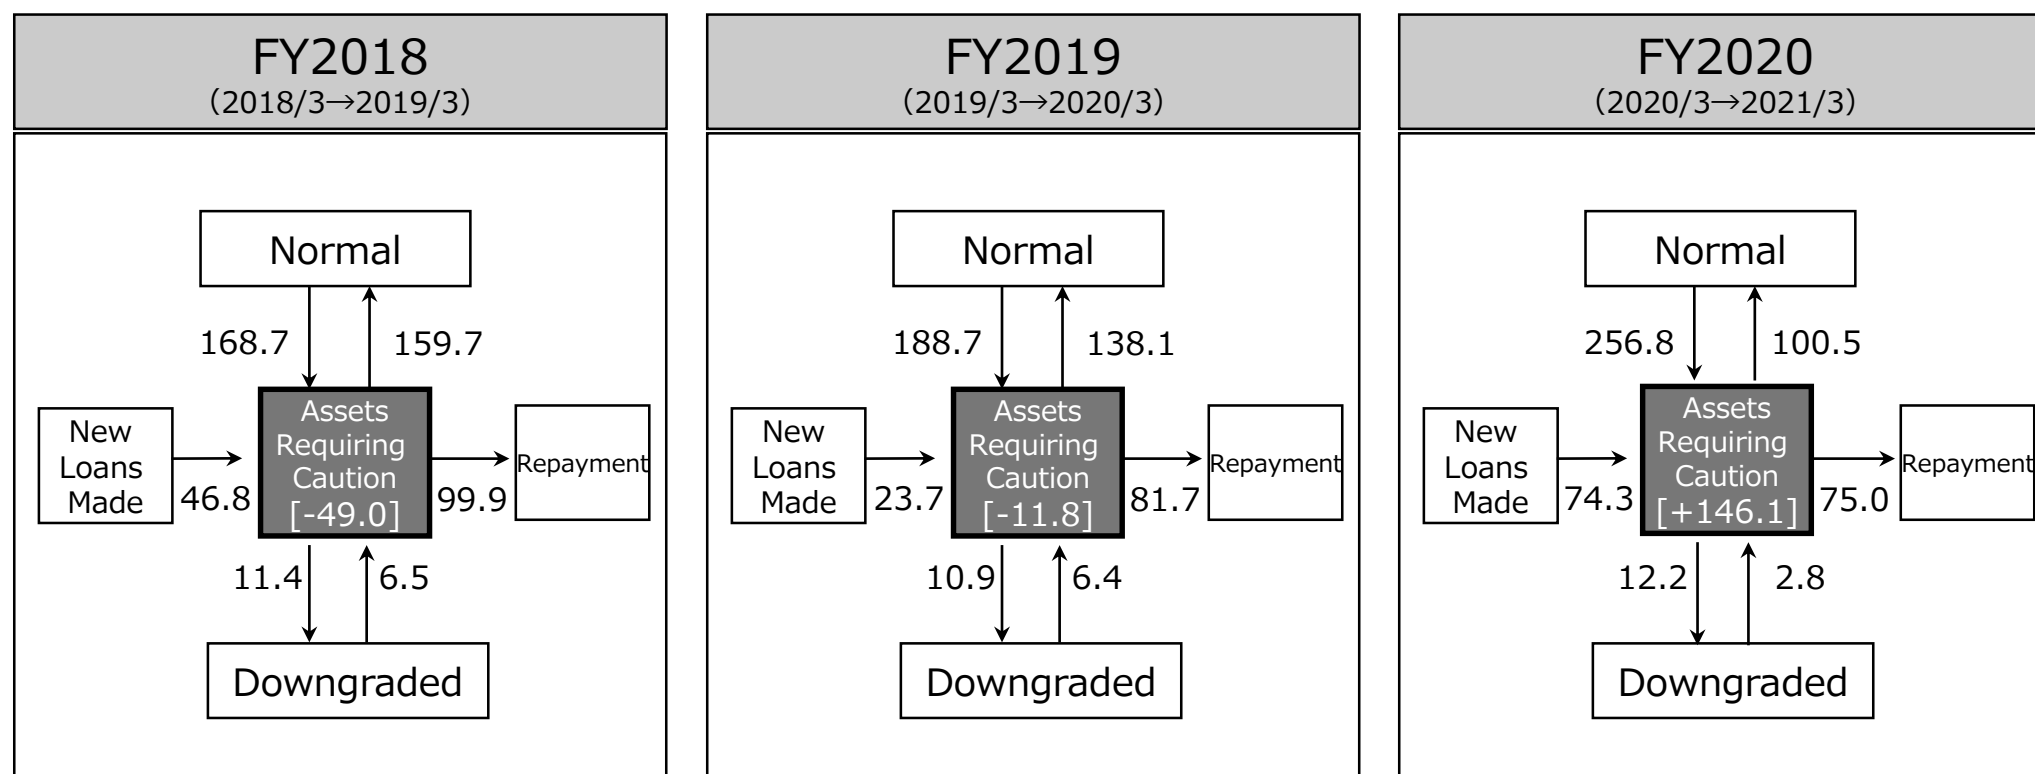 FY2018
（2018/3→2019/3）
Normal
168.7
159.7
New
Loans
Made
46.8
Assets
Requiring
Caution
[-49.0]
99.9
Repayment
11.4
6.5
Downgraded
FY2019
（2019/3→2020/3）
Normal
188.7
138.1
New
Loans
Made
23.7
Assets
Requiring
Caution
[-11.8]
81.7
Repayment
10.9
6.4
Downgraded
FY2020
（2020/3→2021/3）
Normal
256.8
100.5
New
Loans
Made
74.3
Assets
Requiring
Caution
[+146.1]
75.0
Repayment
12.2
2.8
Downgraded